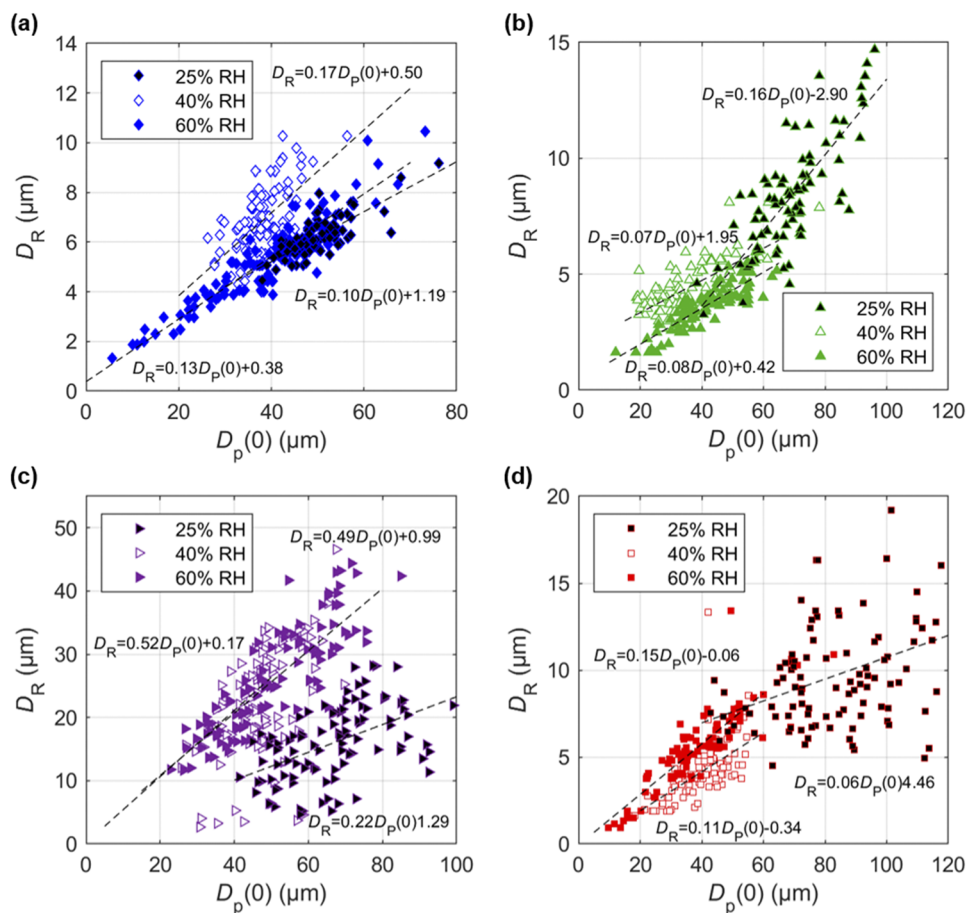 (a)
14
12
10
8
6
4
2
0
0 20 40 60 80
D_R (µm)
D_p(0) (µm)
25% RH
40% RH
60% RH
D_R=0.17D_P(0)+0.50
D_R=0.10D_P(0)+1.19
D_R=0.13D_P(0)+0.38
(b)
15
10
5
0
0 20 40 60 80 100 120
D_R (µm)
D_p(0) (µm)
D_R=0.16D_P(0)-2.90
D_R=0.07D_P(0)+1.95
25% RH
40% RH
60% RH
D_R=0.08D_P(0)+0.42
(c)
50
40
30
20
10
0
0 20 40 60 80 100
D_R (µm)
D_p(0) (µm)
25% RH
40% RH
60% RH
D_R=0.49D_P(0)+0.99
D_R=0.52D_P(0)+0.17
D_R=0.22D_P(0)1.29
(d)
20
15
10
5
0
0 20 40 60 80 100 120
D_R (µm)
D_p(0) (µm)
25% RH
40% RH
60% RH
D_R=0.15D_P(0)-0.06
D_R=0.06D_P(0)4.46
D_R=0.11D_P(0)-0.34